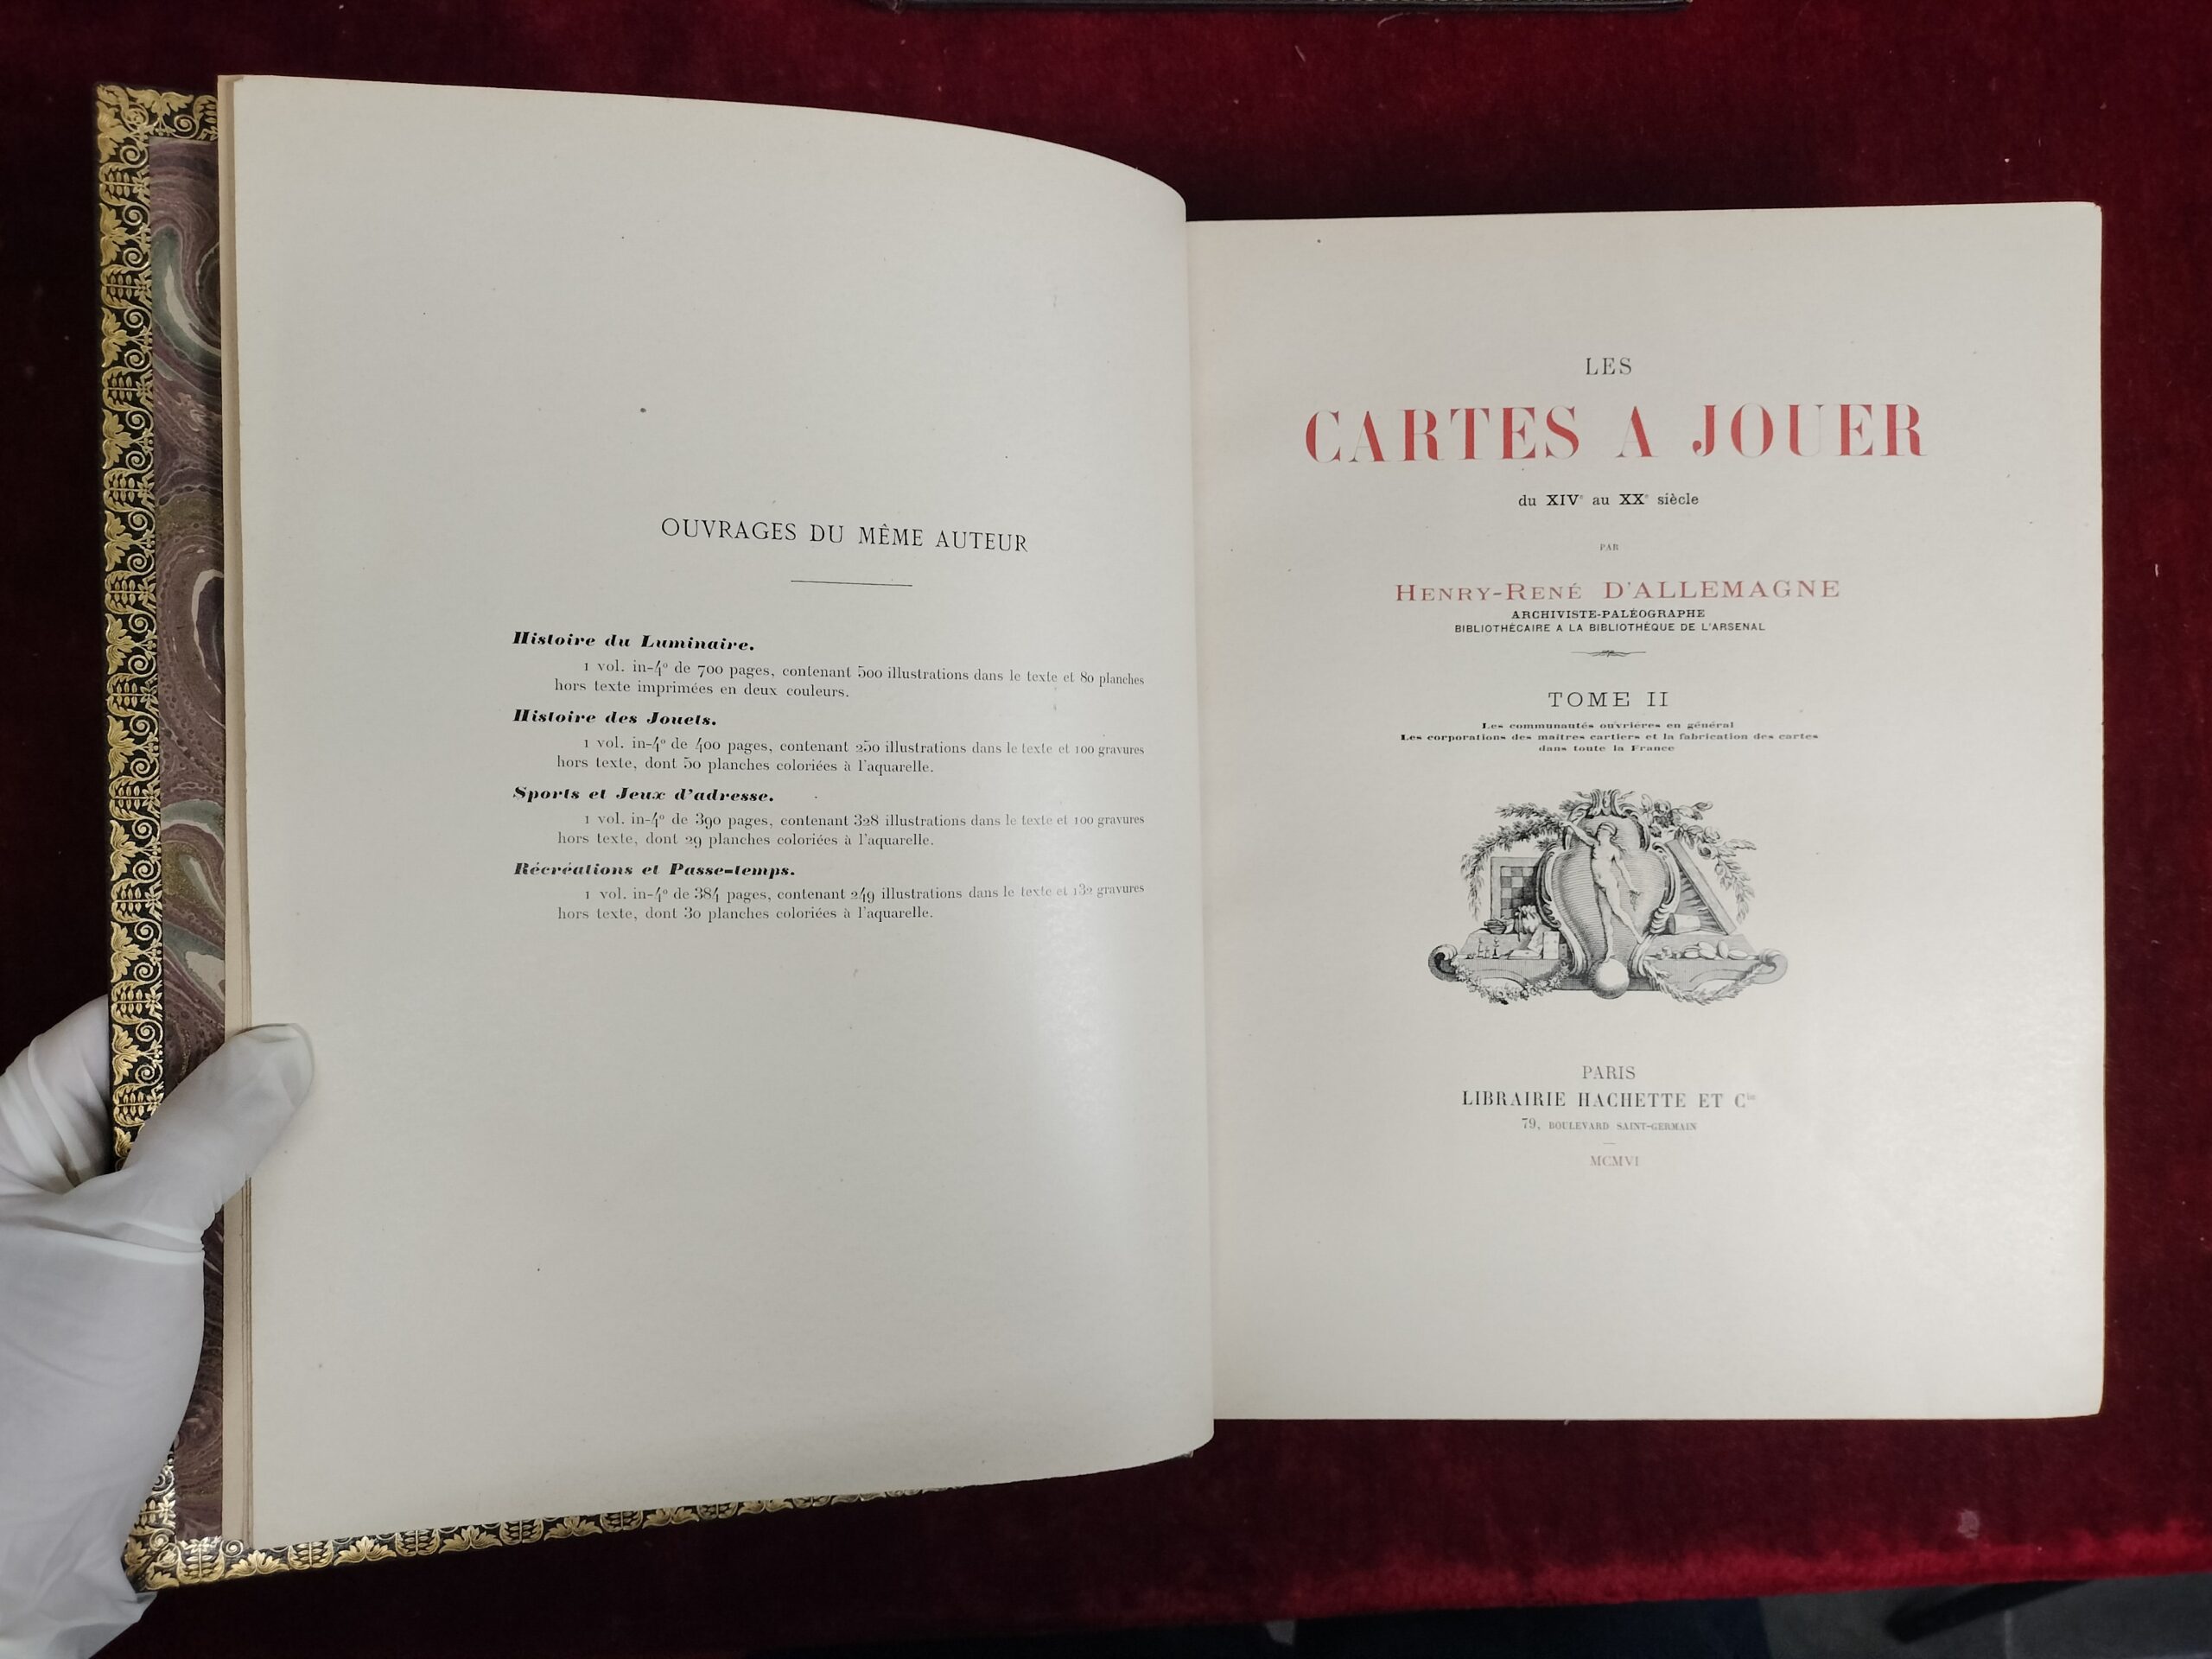 OUVRAGES DU MÊME AUTEUR
Histoire du Luminaire.
1 vol. in-4º de 700 pages, contenant 500 illustrations dans le texte et 80 planches
hors texte imprimées en deux couleurs.
Histoire des Jouets.
1 vol. in-4º de 400 pages, contenant 250 illustrations dans le texte et 100 gravures
hors texte, dont 50 planches coloriées à l'aquarelle.
Sports et Jeux d'adresse.
1 vol. in-4º de 390 pages, contenant 328 illustrations dans le texte et 100 gravures
hors texte, dont 29 planches coloriées à l'aquarelle.
Récréations et Passe-temps.
1 vol. in-4º de 384 pages, contenant 249 illustrations dans le texte et 132 gravures
hors texte, dont 30 planches coloriées à l'aquarelle.
LES
CARTES A JOUER
du XIVe au XXe siècle
PAR
HENRY-RENÉ D'ALLEMAGNE
ARCHIVISTE-PALÉOGRAPHE
BIBLIOTHÉCAIRE A LA BIBLIOTHÈQUE DE L'ARSENAL
TOME II
Les communautés ouvrières en général
Les corporations des maîtres cartiers et la fabrication des cartes
dans toute la France
PARIS
LIBRAIRIE HACHETTE ET Cie
79, BOULEVARD SAINT-GERMAIN
MCMVI